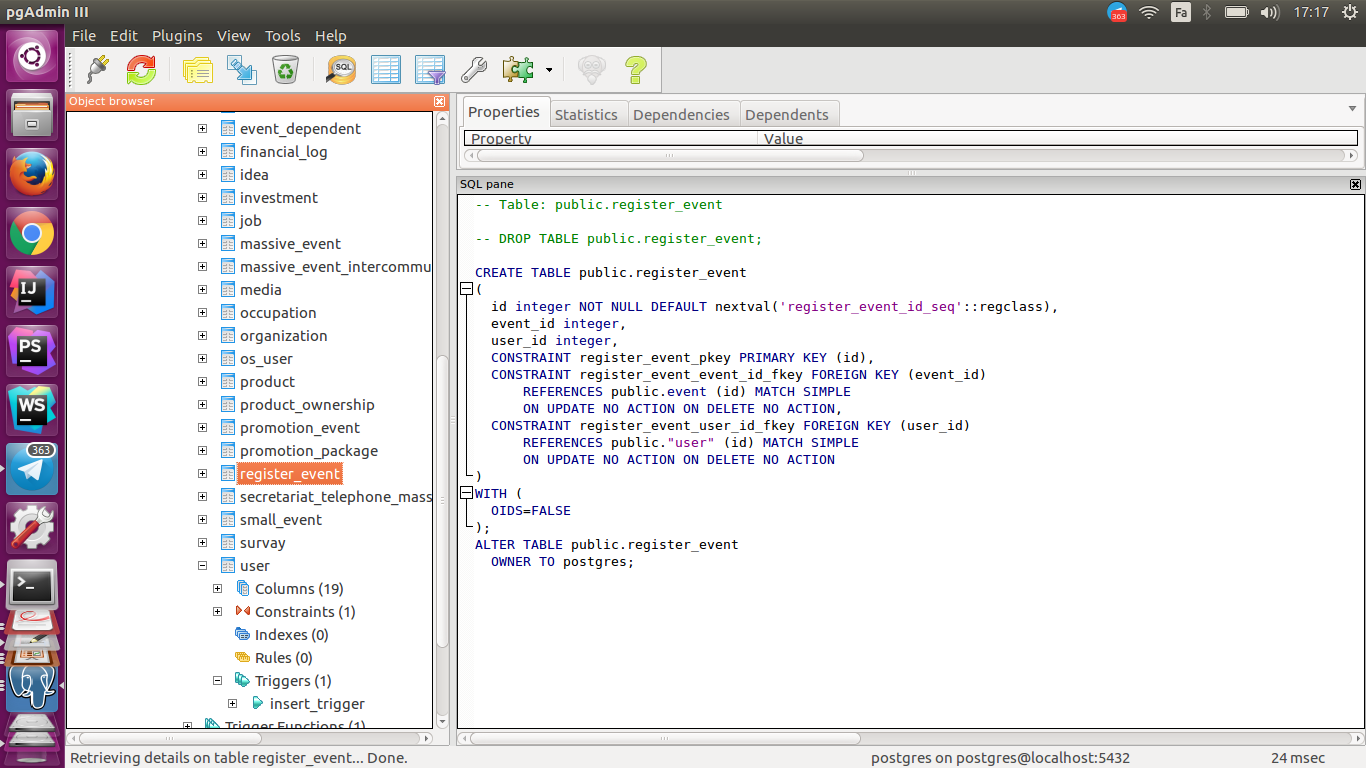 pgAdmin III
363
Fa
17:17
File Edit Plugins View Tools Help
SQL
Object browser
event_dependent
financial_log
idea
investment
job
massive_event
massive_event_intercommu
media
occupation
organization
os_user
product
product_ownership
promotion_event
promotion_package
register_event
secretariat_telephone_mass
small_event
survay
user
Columns (19)
Constraints (1)
Indexes (0)
Rules (0)
Triggers (1)
insert_trigger
Trigger Functions (1)
IJ
PS
WS
363
Properties Statistics Dependencies Dependents
Property Value
SQL pane
-- Table: public.register_event
-- DROP TABLE public.register_event;
CREATE TABLE public.register_event
(
id integer NOT NULL DEFAULT nextval('register_event_id_seq'::regclass),
event_id integer,
user_id integer,
CONSTRAINT register_event_pkey PRIMARY KEY (id),
CONSTRAINT register_event_event_id_fkey FOREIGN KEY (event_id)
REFERENCES public.event (id) MATCH SIMPLE
ON UPDATE NO ACTION ON DELETE NO ACTION,
CONSTRAINT register_event_user_id_fkey FOREIGN KEY (user_id)
REFERENCES public."user" (id) MATCH SIMPLE
ON UPDATE NO ACTION ON DELETE NO ACTION
)
WITH (
OIDS=FALSE
);
ALTER TABLE public.register_event
OWNER TO postgres;
Retrieving details on table register_event... Done.
postgres on postgres@localhost:5432
24 msec